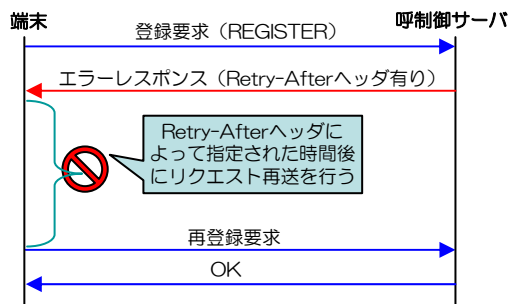 端末
呼制御サーバ
登録要求（REGISTER）
エラーレスポンス（Retry-Afterヘッダ有り）
Retry-Afterヘッダに
よって指定された時間後
にリクエスト再送を行う
再登録要求
OK